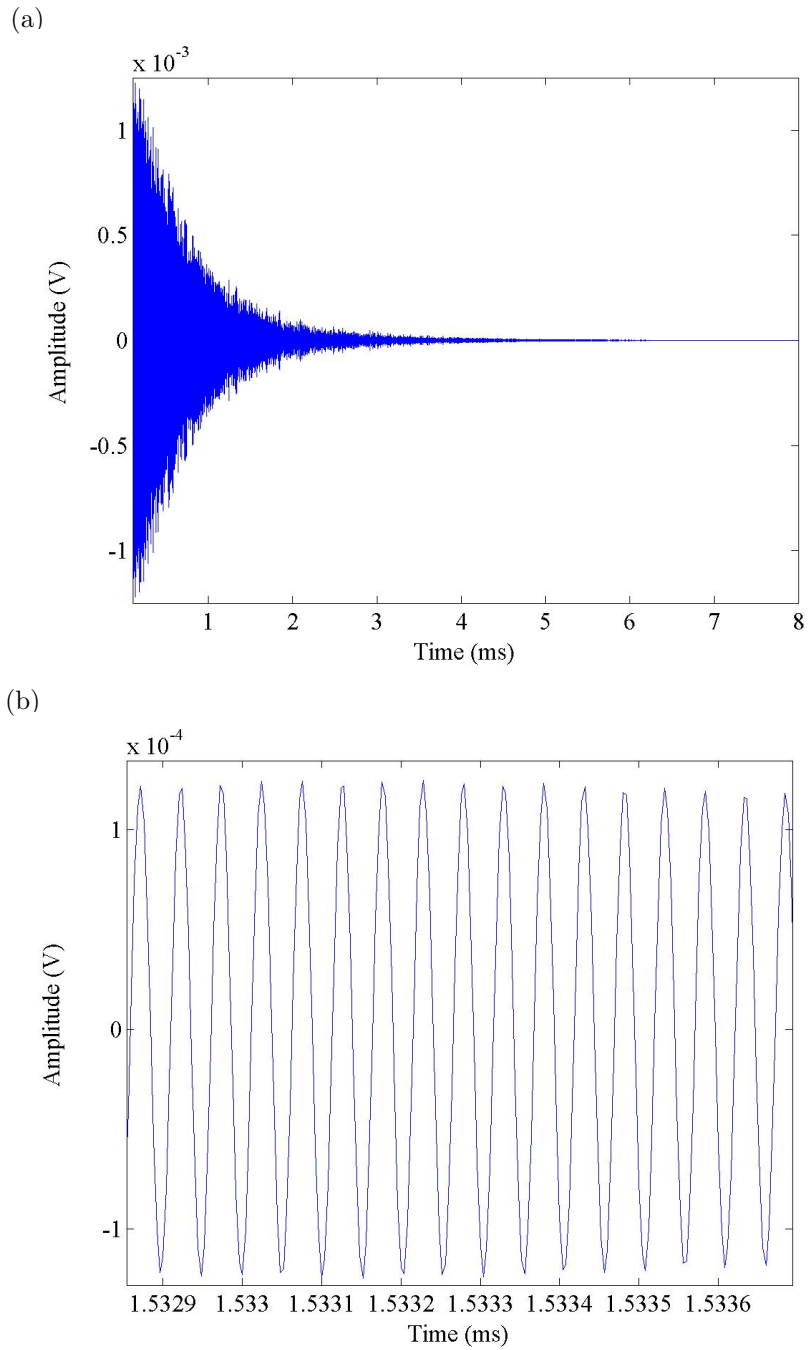 (a)
x 10-3
1
0.5
0
-0.5
-1
Amplitude (V)
1 2 3 4 5 6 7 8
Time (ms)
(b)
x 10-4
1
0
-1
Amplitude (V)
1.5329 1.533 1.5331 1.5332 1.5333 1.5334 1.5335 1.5336
Time (ms)